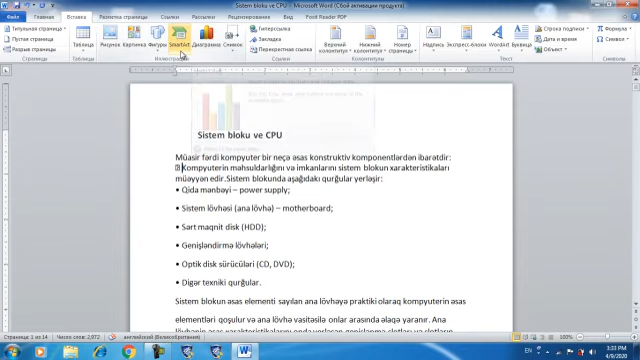 Sistem bloku ve CPU - Microsoft Word (Сбой активации продукта)
Файл Главная Вставка Разметка страницы Ссылки Рассылки Рецензирование Вид Foxit Reader PDF
Титульная страница
Пустая страница
Разрыв страницы
Таблица
Таблицы
Рисунок Картинка Фигуры SmartArt Диаграмма Снимок
Гиперссылка
Закладка
Перекрестная ссылка
Ссылки
Верхний колонтитул Нижний колонтитул Номер страницы
Колонтитулы
Надпись Экспресс-блоки WordArt Буквица
Строка подписи
Дата и время
Объект
Текст
Формула
Символ
Символы
Sistem bloku ve CPU
Müasir fərdi kompyuter bir neçə əsas konstruktiv komponentlərdən ibarətdir:
Kompyuterin məhsuldarlığını və imkanlarını sistem blokun xarakteristikaları
müəyyən edir.Sistem blokunda aşağıdakı qurğular yerləşir:
• Qida mənbəyi – power supply;
• Sistem lövhəsi (ana lövhə) – motherboard;
• Sərt maqnit disk (HDD);
• Genişləndirmə lövhələri;
• Optik disk sürücüləri (CD, DVD);
• Digər texniki qurğular.
Sistem blokun əsas elementi sayılan ana lövhəyə praktiki olaraq kompyuterin əsas
elementləri qoşulur və ana lövhə vasitəsilə onlar arasında əlaqə yaranır. Ana
Страница: 1 из 14 Число слов: 2,972 английский (Великобритания) 100%
EN 3:33 PM
4/9/2020